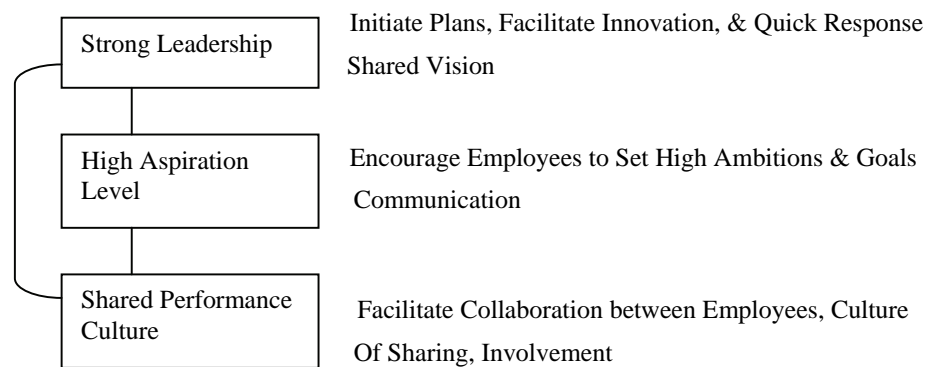 Strong Leadership
Initiate Plans, Facilitate Innovation, & Quick Response
Shared Vision
High Aspiration
Level
Encourage Employees to Set High Ambitions & Goals
Communication
Shared Performance
Culture
Facilitate Collaboration between Employees, Culture
Of Sharing, Involvement